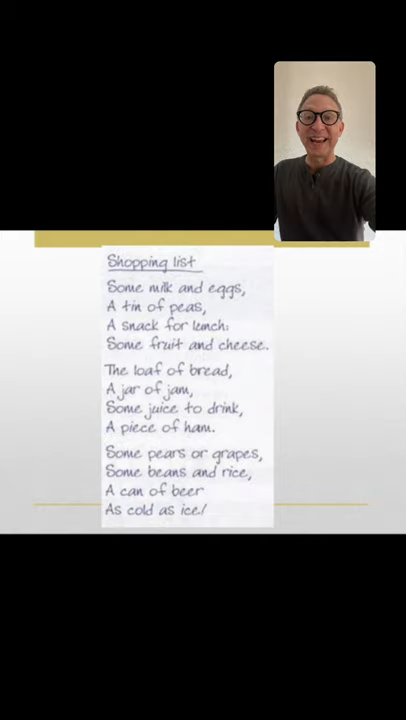 Shopping list
Some milk and eggs,
A tin of peas,
A snack for lunch:
Some fruit and cheese.
The loaf of bread,
A jar of jam,
Some juice to drink,
A piece of ham.
Some pears or grapes,
Some beans and rice,
A can of beer
As cold as ice!